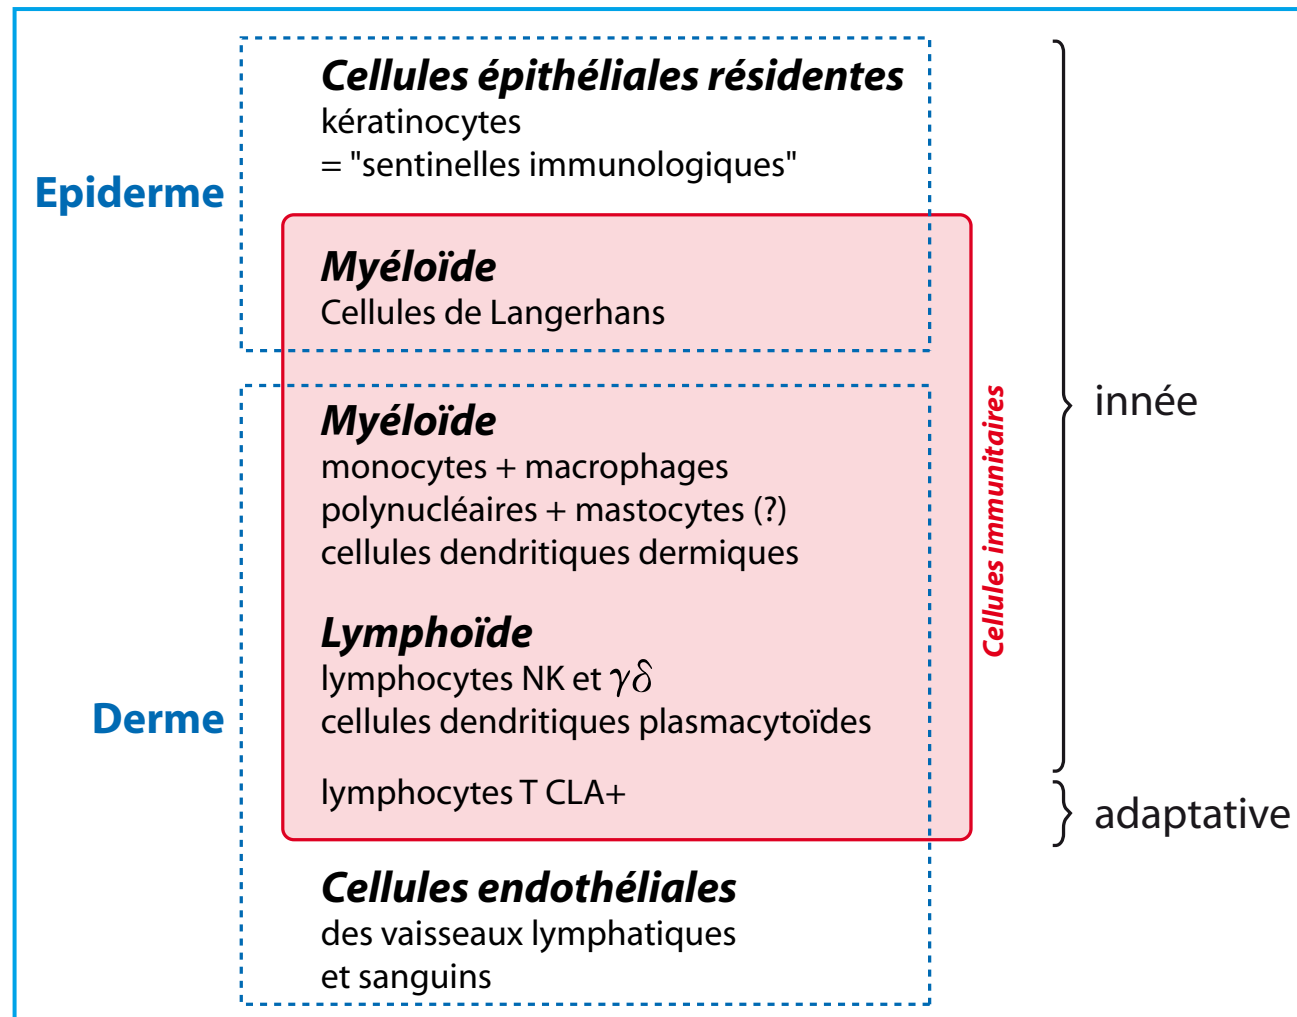 Cellules épithéliales résidentes
kératinocytes
= "sentinelles immunologiques"
Epiderme
Myéloïde
Cellules de Langerhans
Myéloïde
monocytes + macrophages
polynucléaires + mastocytes (?)
cellules dendritiques dermiques
Cellules immunitaires
innée
Lymphoïde
lymphocytes NK et γδ
cellules dendritiques plasmacytoïdes
Derme
lymphocytes T CLA+
adaptative
Cellules endothéliales
des vaisseaux lymphatiques
et sanguins